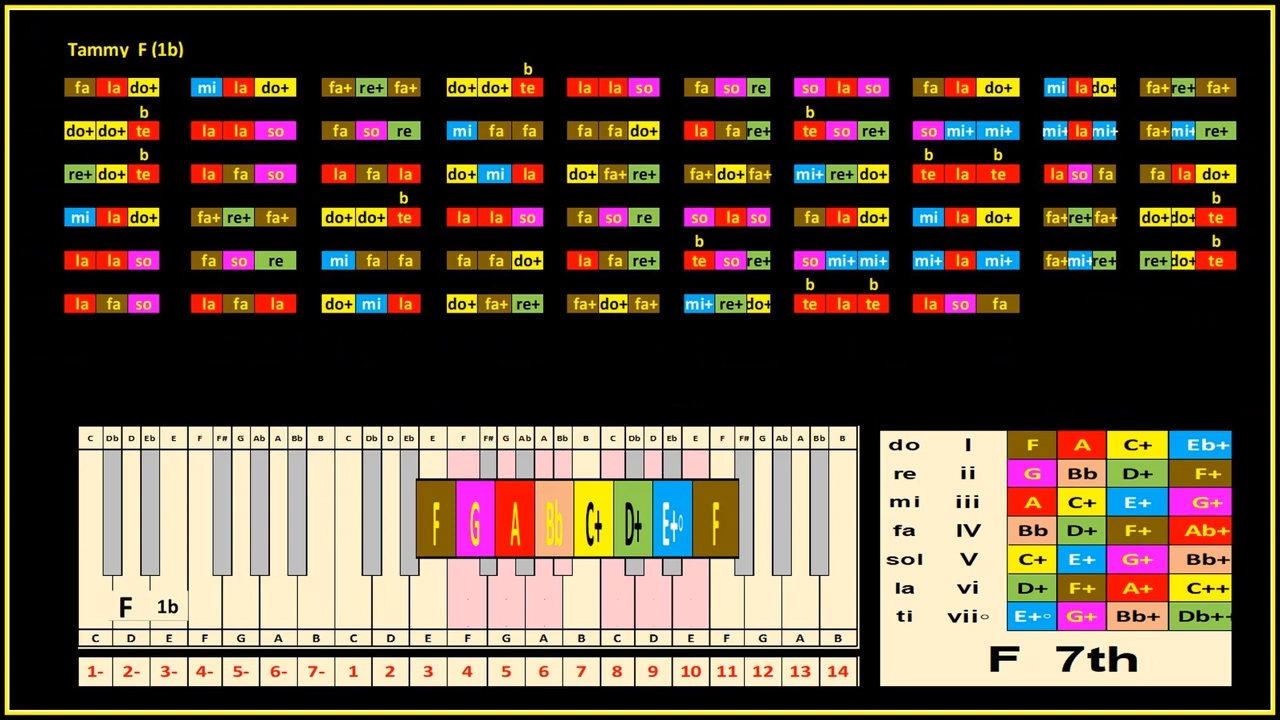 Tammy F (1b)
b
fa la do+ mi la do+ fa+ re+ fa+ do+ do+ te la la so fa so re so la so fa la do+ mi la do+ fa+ re+ fa+
b b
do+ do+ te la la so fa so re mi fa fa fa fa do+ la fa re+ te so re+ so mi+ mi+ mi+ la mi+ fa+ mi+ re+
b b b
re+ do+ te la fa so la fa la do+ mi la do+ fa+ re+ fa+ do+ fa+ mi+ re+ do+ te la te la so fa fa la do+
b b
mi la do+ fa+ re+ fa+ do+ do+ te la la so fa so re so la so fa la do+ mi la do+ fa+ re+ fa+ do+ do+ te
b b
la la so fa so re mi fa fa fa fa do+ la fa re+ te so re+ so mi+ mi+ mi+ la mi+ fa+ mi+ re+ re+ do+ te
b b
la fa so la fa la do+ mi la do+ fa+ re+ fa+ do+ fa+ mi+ re+ do+ te la te la so fa
C Db D Eb E F F# G Ab A Bb B C Db D Eb E F F# G Ab A Bb B C Db D Eb E F F# G Ab A Bb B
F G A Bb C+ D+ E+° F
F 1b
C D E F G A B C D E F G A B C D E F G A B
1- 2- 3- 4- 5- 6- 7- 1 2 3 4 5 6 7 8 9 10 11 12 13 14
do I F A C+ Eb+
re ii G Bb D+ F+
mi iii A C+ E+ G+
fa IV Bb D+ F+ Ab+
sol V C+ E+ G+ Bb+
la vi D+ F+ A+ C++
ti vii° E+° G+ Bb+ Db++
F 7th